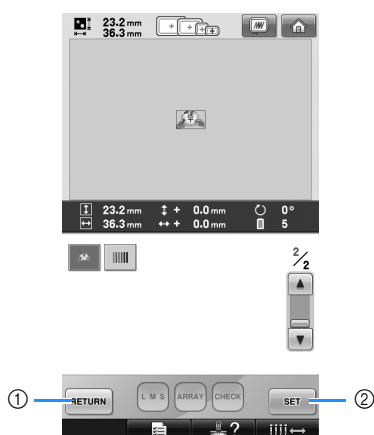 23.2 mm
36.3 mm
23.2 mm + 0.0 mm 0°
36.3 mm + 0.0 mm 5
2/2
① RETURN L M S ARRAY CHECK SET ②
?